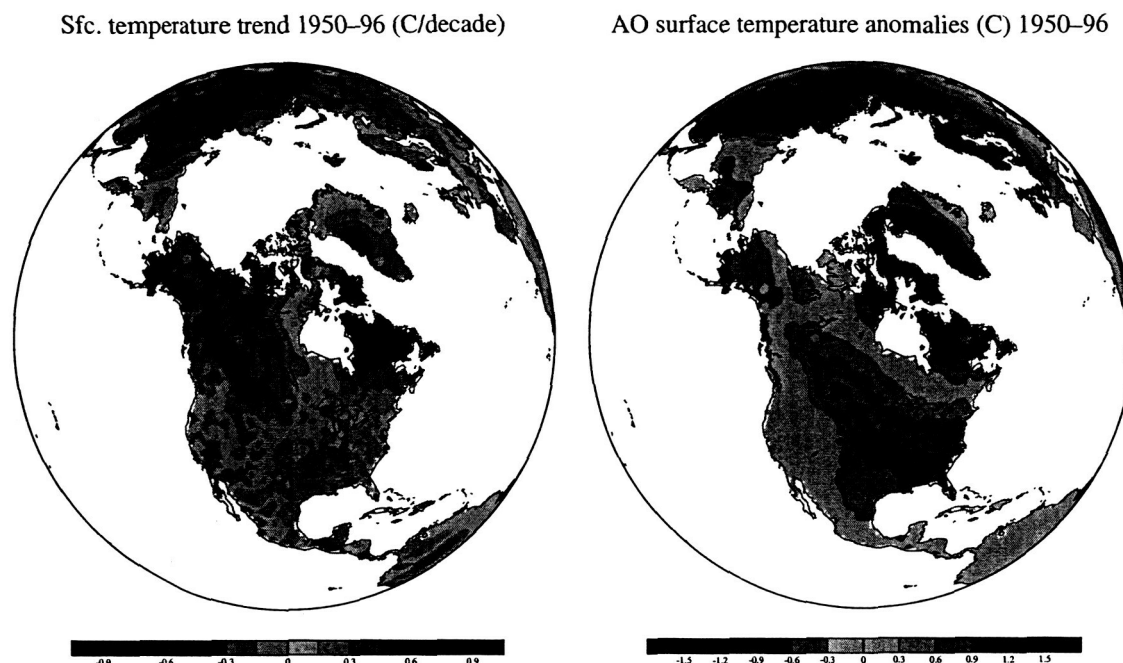 Sfc. temperature trend 1950–96 (C/decade)
AO surface temperature anomalies (C) 1950–96
-0.9 -0.6 -0.3 0 0.3 0.6 0.9
-1.5 -1.2 -0.9 -0.6 -0.3 0 0.3 0.6 0.9 1.2 1.5